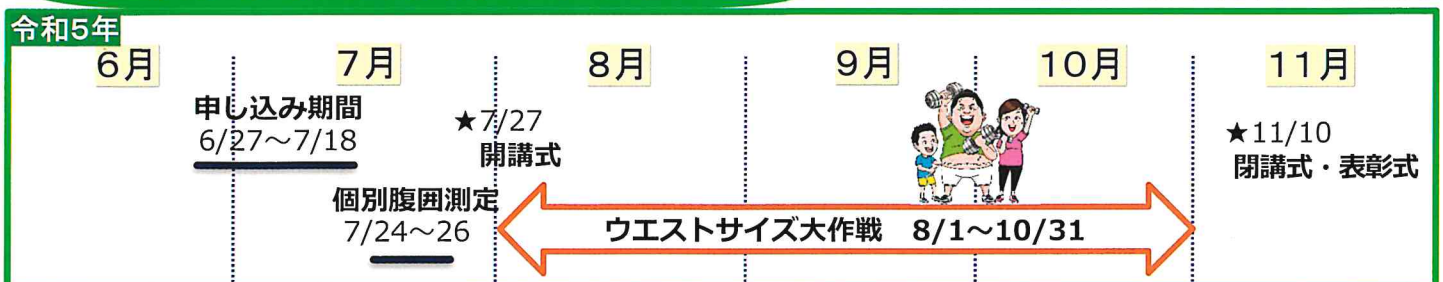 令和5年
6月
7月
8月
9月
10月
11月
申し込み期間
6/27～7/18
★7/27
開講式
★11/10
閉講式・表彰式
個別腹囲測定
7/24～26
ウエストサイズ大作戦 8/1～10/31